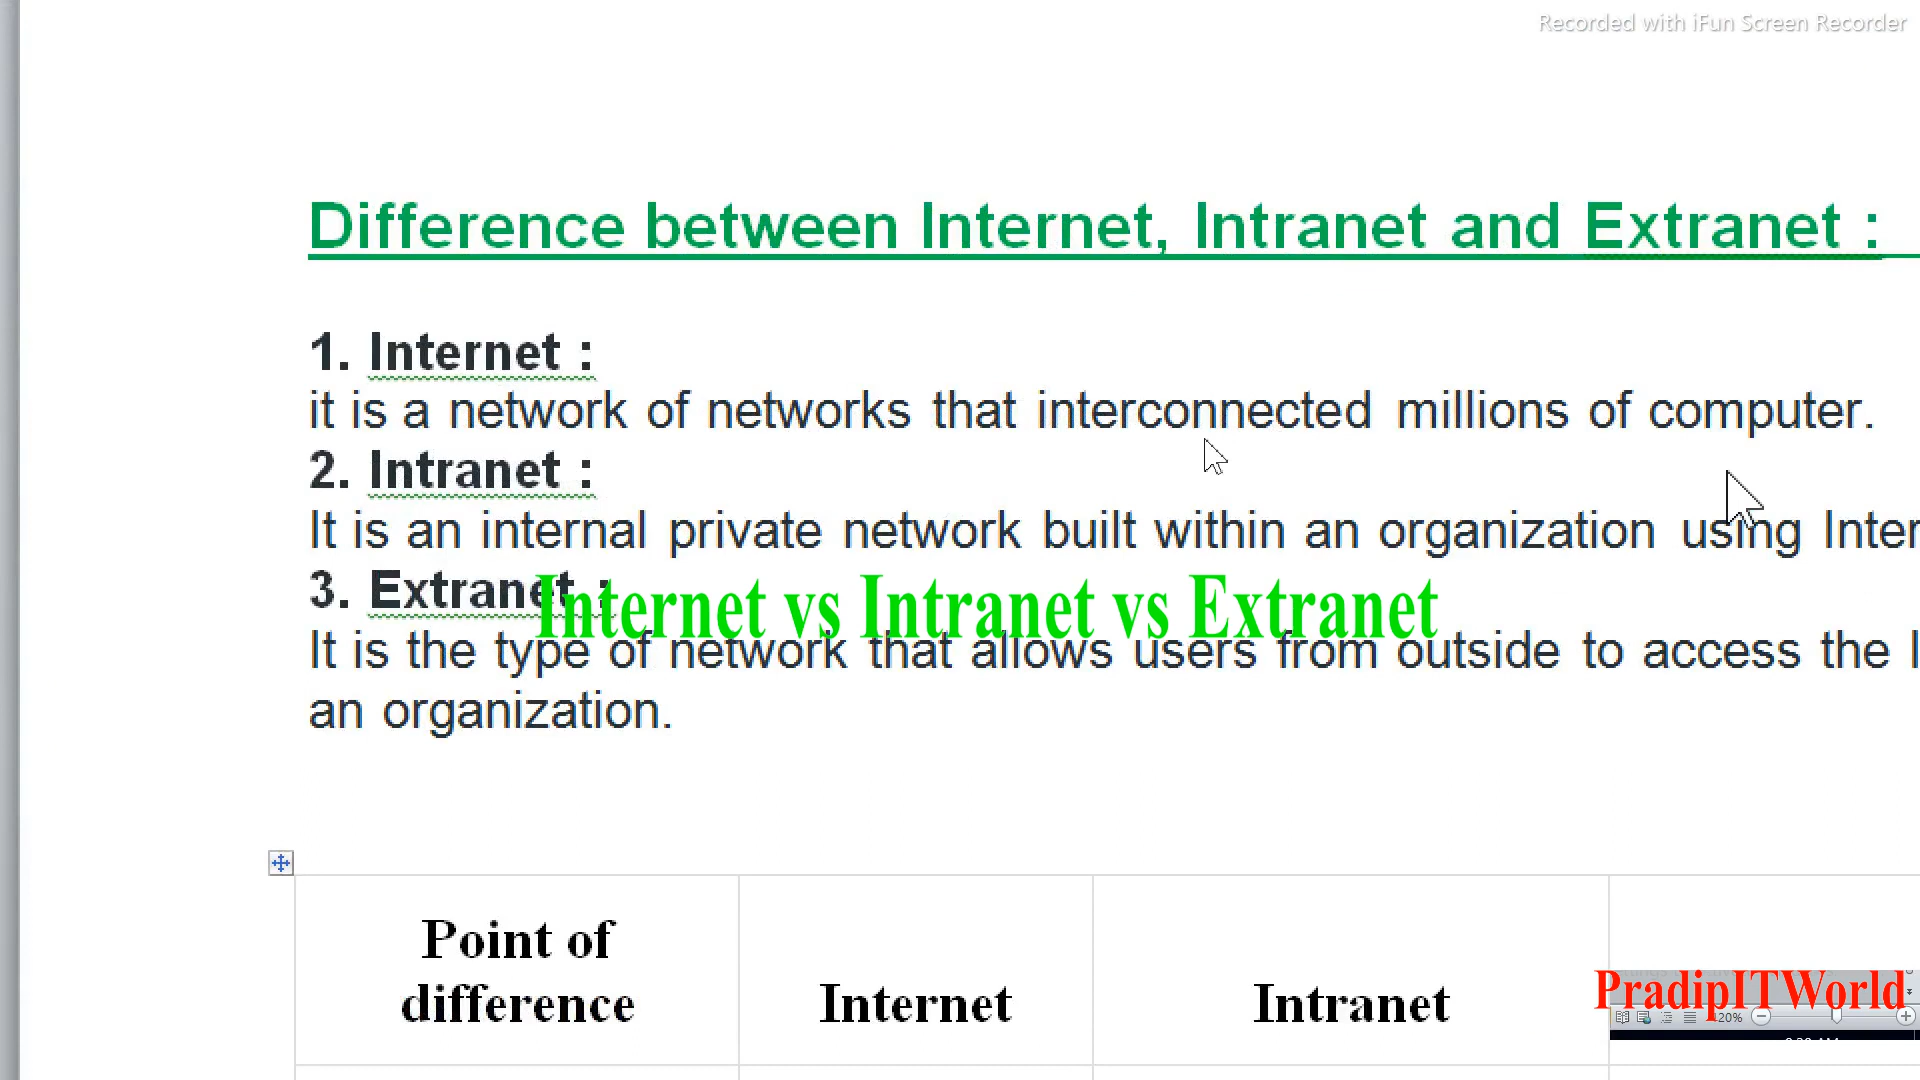 Recorded with iFun Screen Recorder
Difference between Internet, Intranet and Extranet :
1. Internet :
it is a network of networks that interconnected millions of computer.
2. Intranet :
It is an internal private network built within an organization using Inter
3. Extranet :
Internet vs Intranet vs Extranet
It is the type of network that allows users from outside to access the I
an organization.
Point of
difference
Internet
Intranet
PradipITWorld
120%